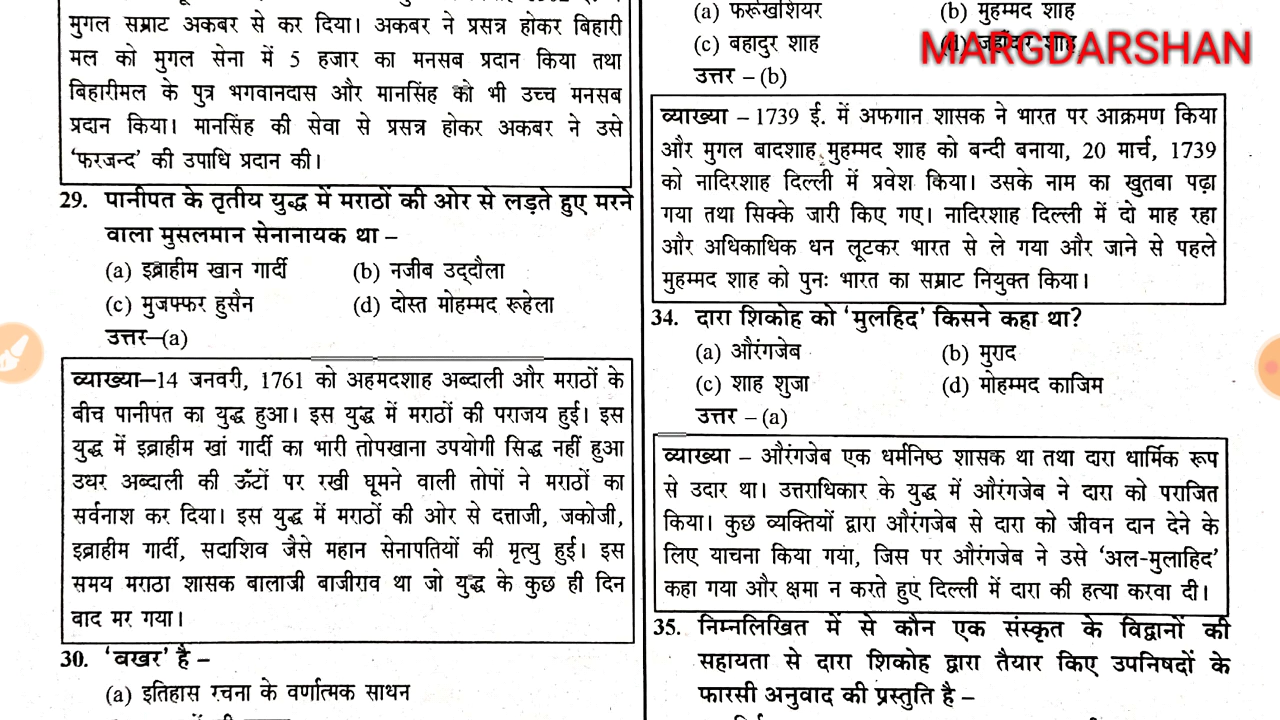 मुगल सम्राट अकबर से कर दिया। अकबर ने प्रसन्न होकर बिहारी
मल को मुगल सेना में 5 हजार का मनसब प्रदान किया तथा
बिहारीमल के पुत्र भगवानदास और मानसिंह को भी उच्च मनसब
प्रदान किया। मानसिंह की सेवा से प्रसन्न होकर अकबर ने उसे
'फरजन्द' की उपाधि प्रदान की।
29. पानीपत के तृतीय युद्ध में मराठों की ओर से लड़ते हुए मरने
वाला मुसलमान सेनानायक था –
(a) इब्राहीम खान गार्दी (b) नजीब उद्‌दौला
(c) मुजफ्फर हुसैन (d) दोस्त मोहम्मद रूहेला
उत्तर–(a)
व्याख्या–14 जनवरी, 1761 को अहमदशाह अब्दाली और मराठों के
बीच पानीपत का युद्ध हुआ। इस युद्ध में मराठों की पराजय हुई। इस
युद्ध में इब्राहीम खां गार्दी का भारी तोपखाना उपयोगी सिद्ध नहीं हुआ
उधर अब्दाली की ऊँटों पर रखी घूमने वाली तोपों ने मराठों का
सर्वनाश कर दिया। इस युद्ध में मराठों की ओर से दत्ताजी, जकोजी,
इब्राहीम गार्दी, सदाशिव जैसे महान सेनापतियों की मृत्यु हुई। इस
समय मराठा शासक बालाजी बाजीराव था जो युद्ध के कुछ ही दिन
बाद मर गया।
30. 'बखर' है –
(a) इतिहास रचना के वर्णात्मक साधन
(a) फर्रूखशियर (b) मुहम्मद शाह
(c) बहादुर शाह (d) जहाँदार शाह
MARGDARSHAN
उत्तर – (b)
व्याख्या – 1739 ई. में अफगान शासक ने भारत पर आक्रमण किया
और मुगल बादशाह मुहम्मद शाह को बन्दी बनाया, 20 मार्च, 1739
को नादिरशाह दिल्ली में प्रवेश किया। उसके नाम का खुतबा पढ़ा
गया तथा सिक्के जारी किए गए। नादिरशाह दिल्ली में दो माह रहा
और अधिकाधिक धन लूटकर भारत से ले गया और जाने से पहले
मुहम्मद शाह को पुनः भारत का सम्राट नियुक्त किया।
34. दारा शिकोह को 'मुलहिद' किसने कहा था?
(a) औरंगजेब (b) मुराद
(c) शाह शुजा (d) मोहम्मद काजिम
उत्तर – (a)
व्याख्या – औरंगजेब एक धर्मनिष्ठ शासक था तथा दारा धार्मिक रूप
से उदार था। उत्तराधिकार के युद्ध में औरंगजेब ने दारा को पराजित
किया। कुछ व्यक्तियों द्वारा औरंगजेब से दारा को जीवन दान देने के
लिए याचना किया गया, जिस पर औरंगजेब ने उसे 'अल-मुलाहिद'
कहा गया और क्षमा न करते हुए दिल्ली में दारा की हत्या करवा दी।
35. निम्नलिखित में से कौन एक संस्कृत के विद्वानों की
सहायता से दारा शिकोह द्वारा तैयार किए उपनिषदों के
फारसी अनुवाद की प्रस्तुति है –